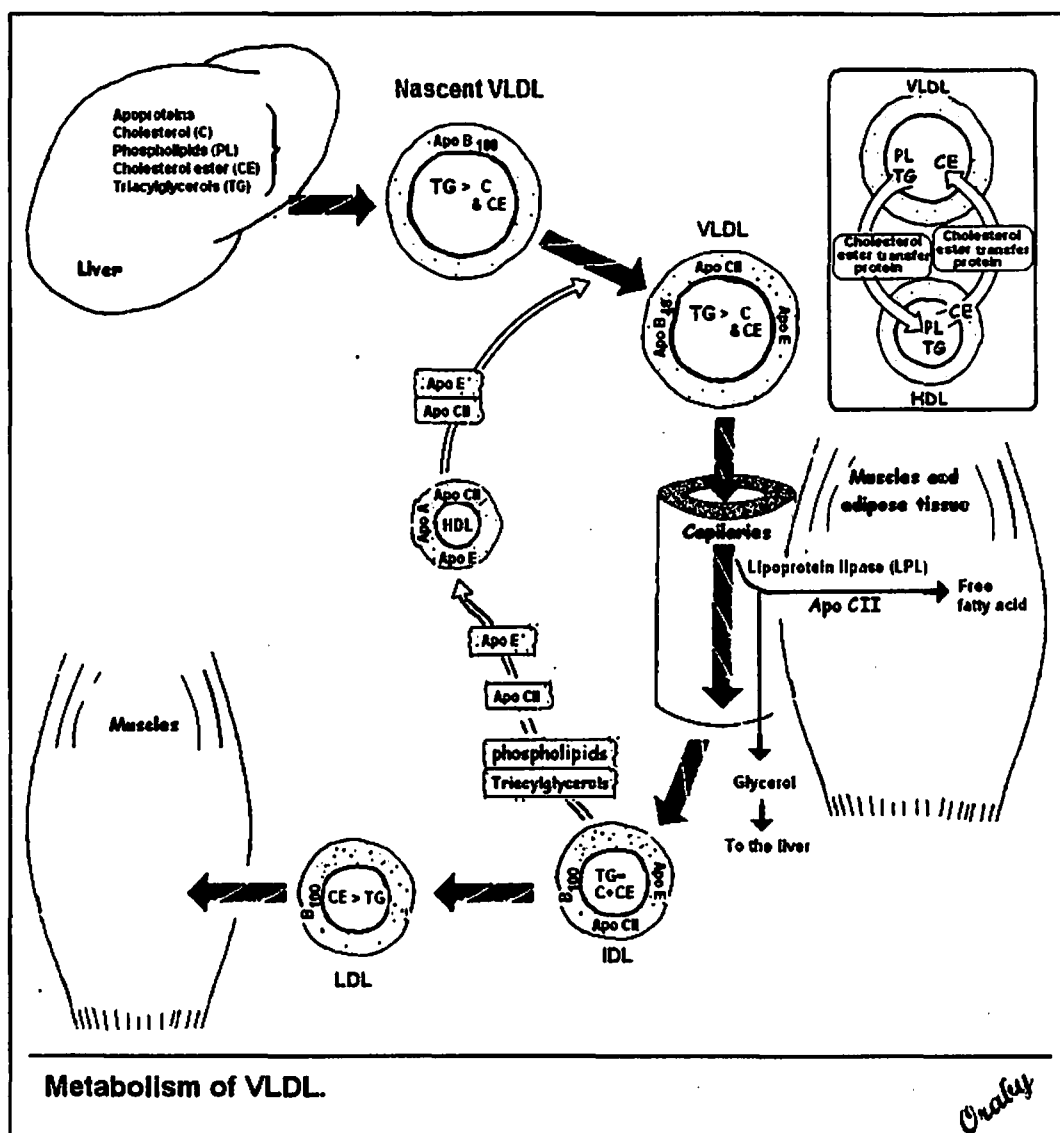 Apoproteins
Cholesterol (C)
Phospholipids (PL)
Cholesterol ester (CE)
Triacylglycerols (TG)
Liver
Nascent VLDL
Apo B 100
TG > C
& CE
VLDL
Apo CII
Apo B 48
Apo E
TG > C
& CE
VLDL
PL
TG
CE
Cholesterol
ester transfer
protein
Cholesterol
ester transfer
protein
CE
PL
TG
HDL
Apo E
Apo CII
Apo CII
Apo A
HDL
Apo E
Capilaries
Muscles and
adipose tissue
Lipoprotein lipase (LPL)
Apo CII
Free
fatty acid
Apo E
Apo CII
phospholipids
Triacylglycerols
Glycerol
To the liver
Muscles
B 100
CE > TG
LDL
B 100
TG=
C+CE
Apo E
Apo CII
IDL
Metabolism of VLDL.
Oraby